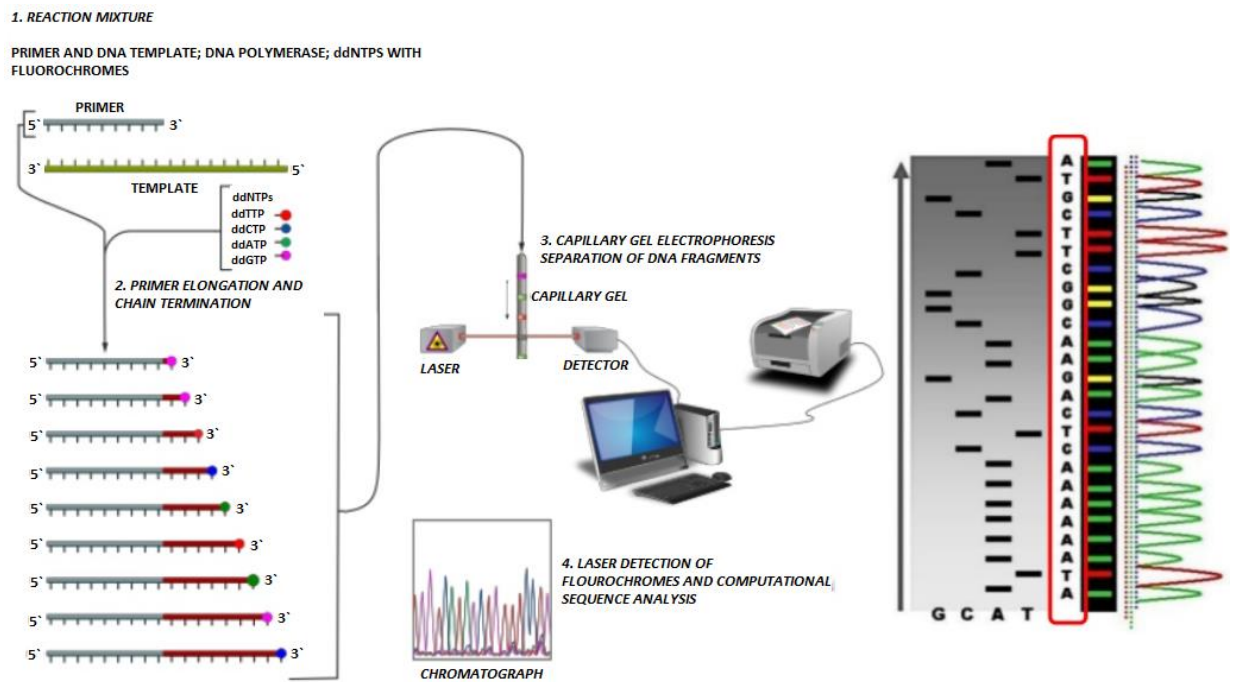 1. REACTION MIXTURE
PRIMER AND DNA TEMPLATE; DNA POLYMERASE; ddNTPS WITH
FLUOROCHROMES
PRIMER
5` 3`
3` 5`
TEMPLATE
ddNTPs
ddTTP
ddCTP
ddATP
ddGTP
2. PRIMER ELONGATION AND
CHAIN TERMINATION
5` 3`
5` 3`
5` 3`
5` 3`
5` 3`
5` 3`
5` 3`
5` 3`
5` 3`
3. CAPILLARY GEL ELECTROPHORESIS
SEPARATION OF DNA FRAGMENTS
CAPILLARY GEL
LASER
DETECTOR
4. LASER DETECTION OF
FLOUROCHROMES AND COMPUTATIONAL
SEQUENCE ANALYSIS
CHROMATOGRAPH
A
T
G
C
T
T
C
G
G
C
A
A
G
A
C
T
C
A
A
A
A
A
A
T
A
G C A T